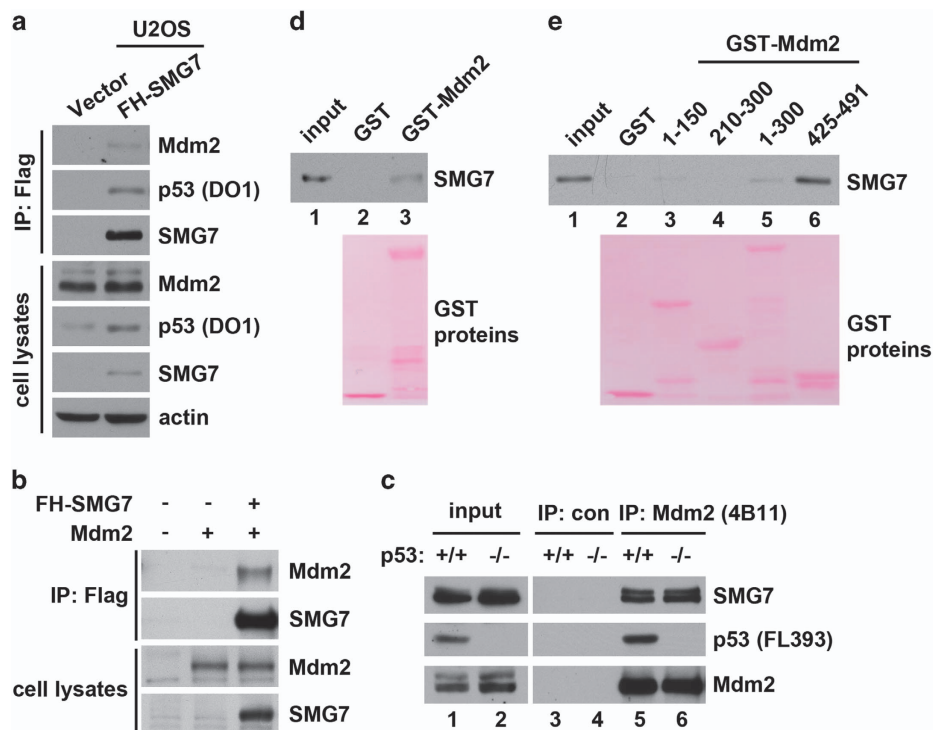 a
U2OS
Vector
FH-SMG7
IP: Flag
Mdm2
p53 (DO1)
SMG7
cell lysates
Mdm2
p53 (DO1)
SMG7
actin
d
input
GST
GST-Mdm2
SMG7
1 2 3
GST
proteins
e
GST-Mdm2
input
GST
1-150
210-300
1-300
425-491
SMG7
1 2 3 4 5 6
GST
proteins
b
FH-SMG7 - - +
Mdm2 - + +
IP: Flag
Mdm2
SMG7
cell lysates
Mdm2
SMG7
c
input IP: con IP: Mdm2 (4B11)
p53: +/+ -/- +/+ -/- +/+ -/-
SMG7
p53 (FL393)
Mdm2
1 2 3 4 5 6